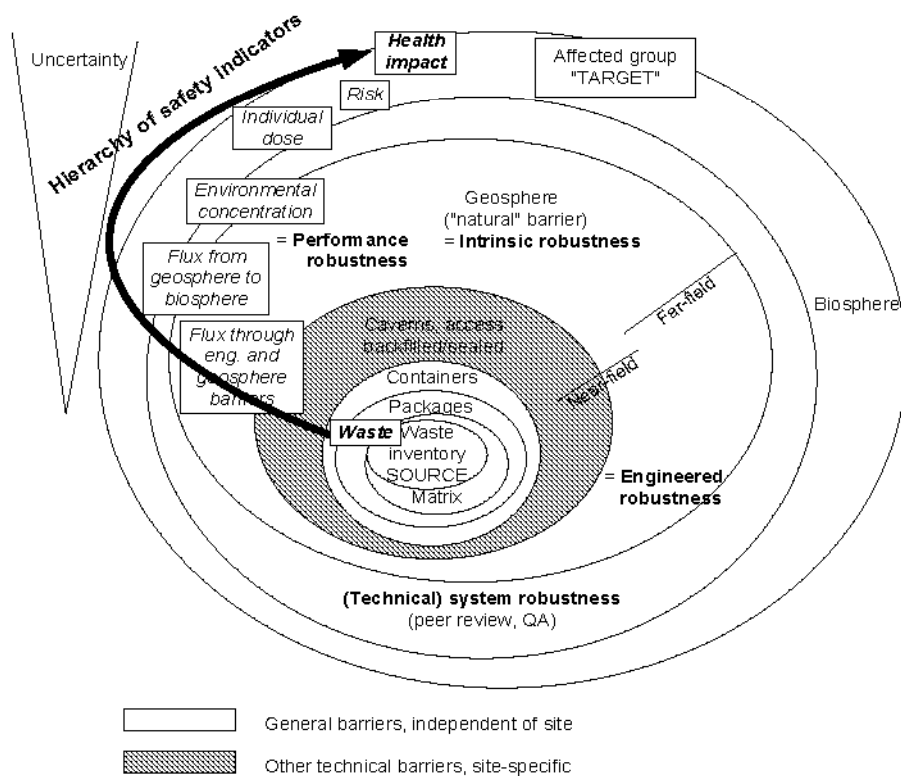 Uncertainty
Hierarchy of safety indicators
Health
impact
Affected group
"TARGET"
Risk
Individual
dose
Environmental
concentration
Geosphere
("natural" barrier)
= Intrinsic robustness
= Performance
robustness
Flux from
geosphere to
biosphere
Far-field
Biosphere
Flux through
eng. and
geosphere
barriers
Caverns, access
backfilled/sealed
Near-field
Containers
Packages
Waste
Waste
inventory
SOURCE
Matrix
= Engineered
robustness
(Technical) system robustness
(peer review, QA)
General barriers, independent of site
Other technical barriers, site-specific